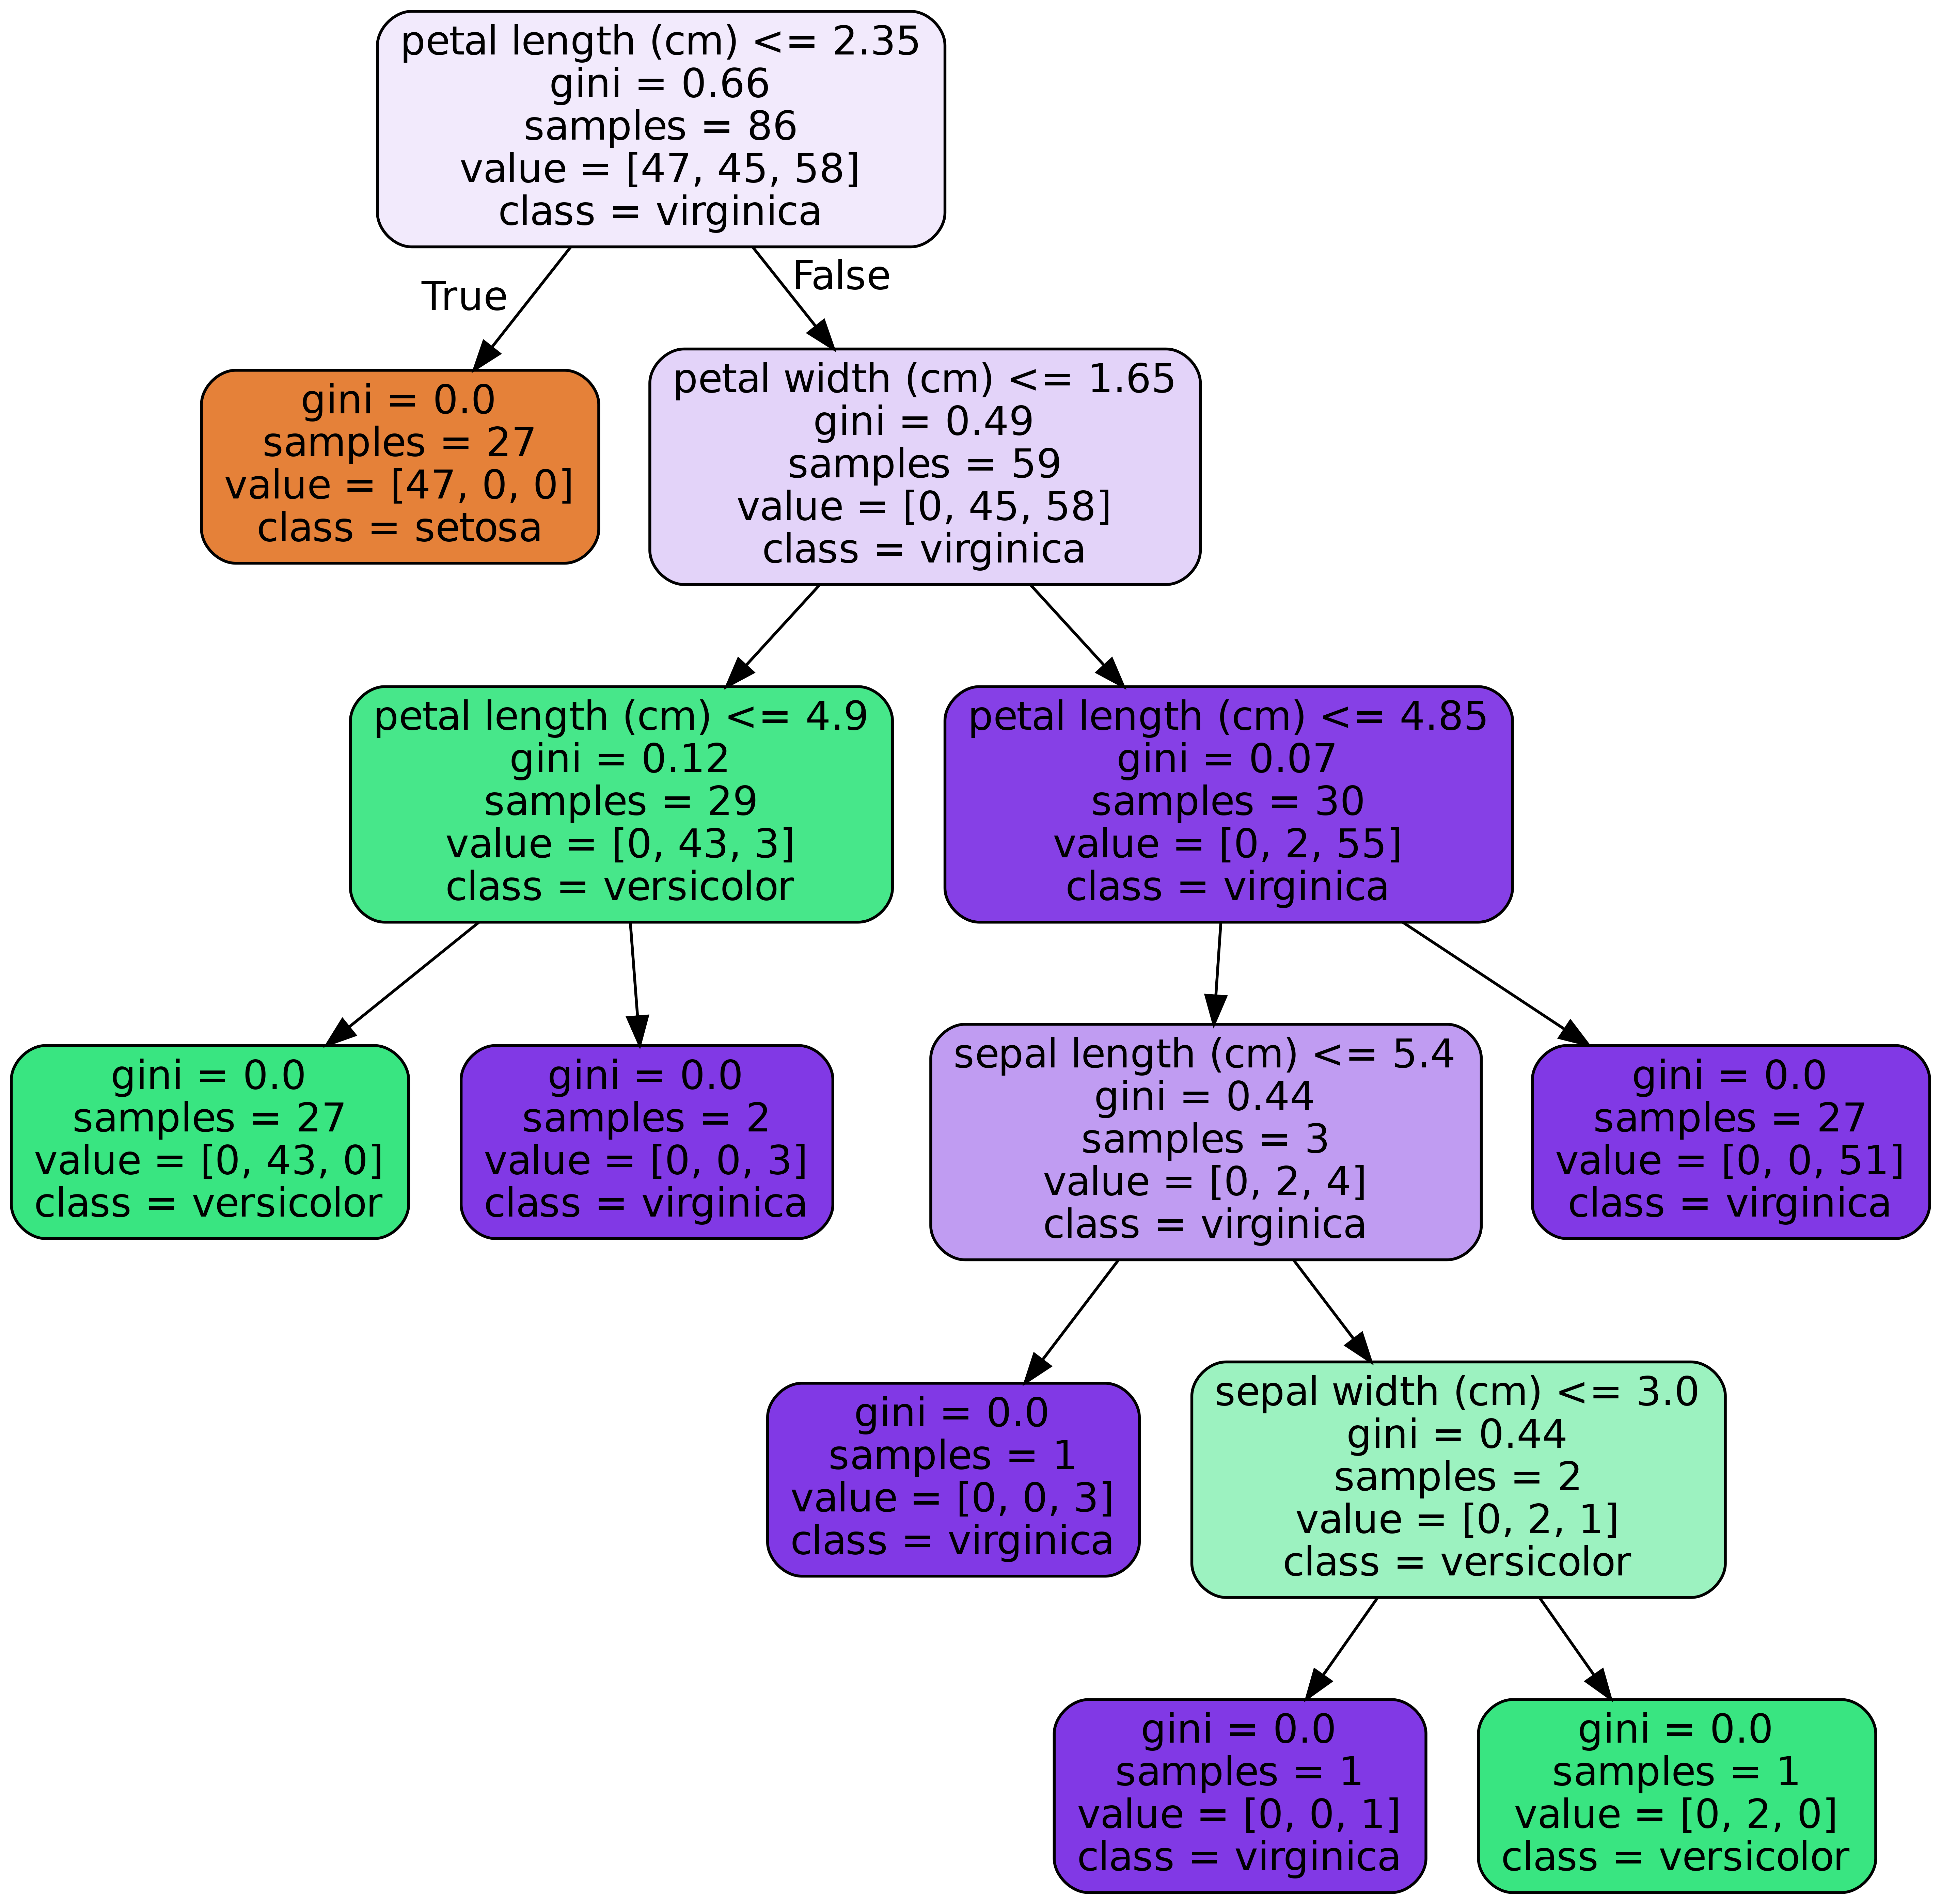 petal length (cm) <= 2.35
gini = 0.66
samples = 86
value = [47, 45, 58]
class = virginica
True
False
gini = 0.0
samples = 27
value = [47, 0, 0]
class = setosa
petal width (cm) <= 1.65
gini = 0.49
samples = 59
value = [0, 45, 58]
class = virginica
petal length (cm) <= 4.9
gini = 0.12
samples = 29
value = [0, 43, 3]
class = versicolor
petal length (cm) <= 4.85
gini = 0.07
samples = 30
value = [0, 2, 55]
class = virginica
gini = 0.0
samples = 27
value = [0, 43, 0]
class = versicolor
gini = 0.0
samples = 2
value = [0, 0, 3]
class = virginica
sepal length (cm) <= 5.4
gini = 0.44
samples = 3
value = [0, 2, 4]
class = virginica
gini = 0.0
samples = 27
value = [0, 0, 51]
class = virginica
gini = 0.0
samples = 1
value = [0, 0, 3]
class = virginica
sepal width (cm) <= 3.0
gini = 0.44
samples = 2
value = [0, 2, 1]
class = versicolor
gini = 0.0
samples = 1
value = [0, 0, 1]
class = virginica
gini = 0.0
samples = 1
value = [0, 2, 0]
class = versicolor